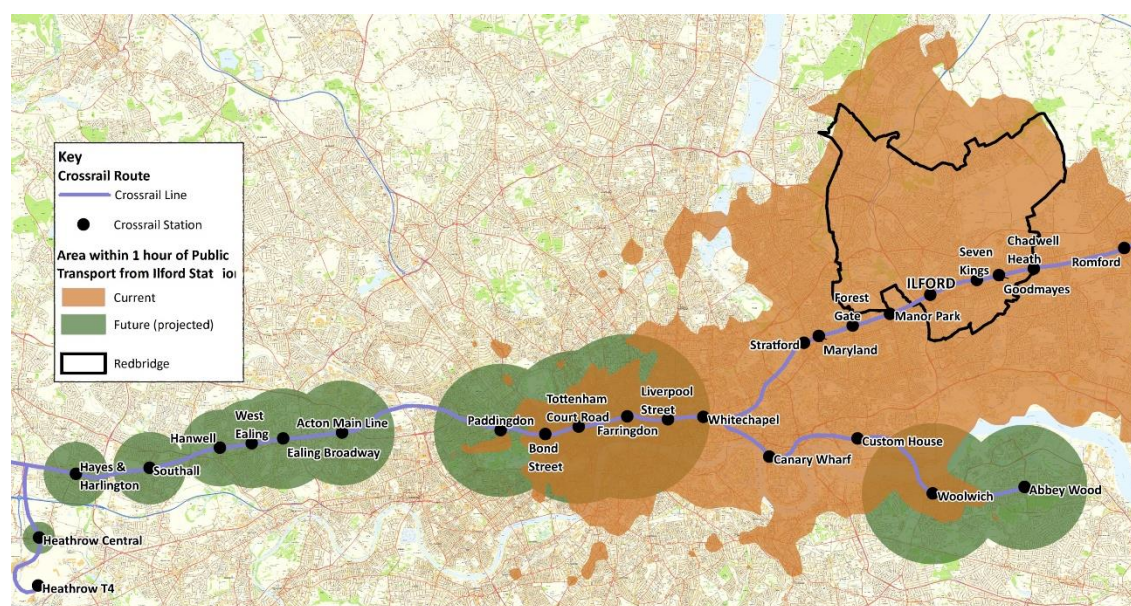 Key
Crossrail Route
Crossrail Line
Crossrail Station
Area within 1 hour of Public
Transport from Ilford Stat ion
Current
Future (projected)
Redbridge
Hayes &
Harlington
Heathrow Central
Heathrow T4
Southall
Hanwell
West
Ealing
Ealing Broadway
Acton Main Line
Paddingdon
Bond
Street
Tottenham
Court Road
Farringdon
Liverpool
Street
Whitechapel
Stratford
Maryland
Forest
Gate
Manor Park
ILFORD
Seven
Kings
Goodmayes
Chadwell
Heath
Romford
Canary Wharf
Custom House
Woolwich
Abbey Wood